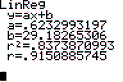 LinReg
y=ax+b
a=.6232993197
b=29.18265306
r²=.8373870993
r=.9150885745